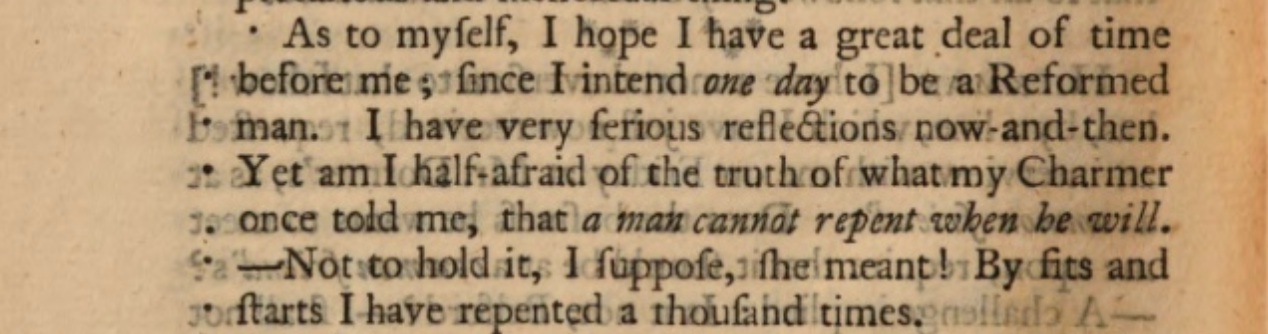 • As to myſelf, I hope I have a great deal of time
• before me; ſince I intend one day to be a Reformed
• man. I have very ſerious reflections now-and-then.
• Yet am I half-afraid of the truth of what my Charmer
• once told me, that a man cannot repent when he will.
• —Not to hold it, I ſuppoſe, ſhe meant! By fits and
• ſtarts I have repented a thouſand times.